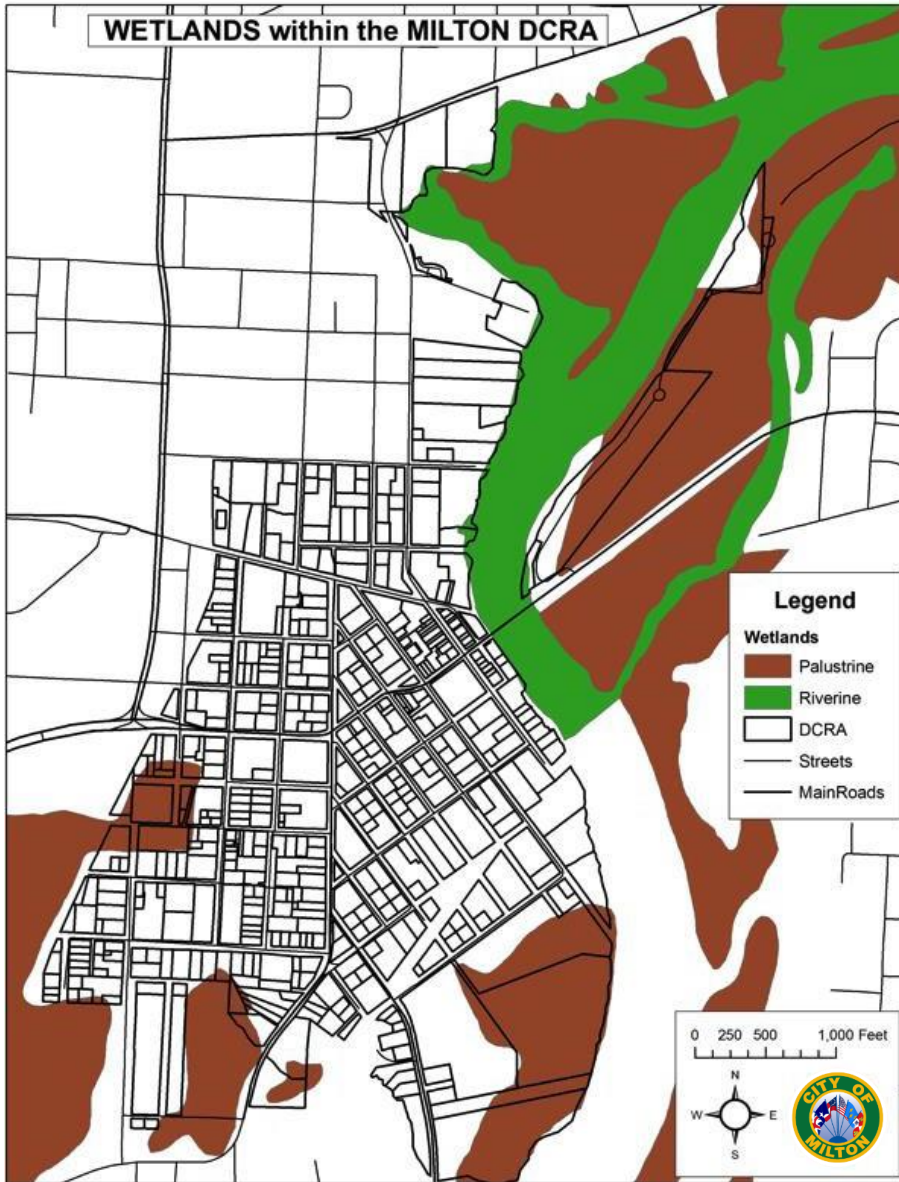 WETLANDS within the MILTON DCRA
Legend
Wetlands
Palustrine
Riverine
DCRA
Streets
MainRoads
0 250 500 1,000 Feet
N
W E
S
CITY OF
MILTON